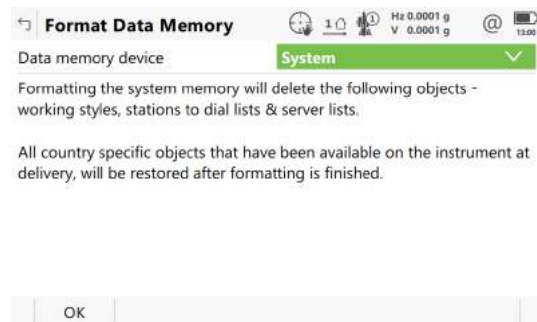 Format Data Memory
1
1
Hz 0.0001 g
V 0.0001 g
@
13:00
Data memory device System
Formatting the system memory will delete the following objects -
working styles, stations to dial lists & server lists.
All country specific objects that have been available on the instrument at
delivery, will be restored after formatting is finished.
OK